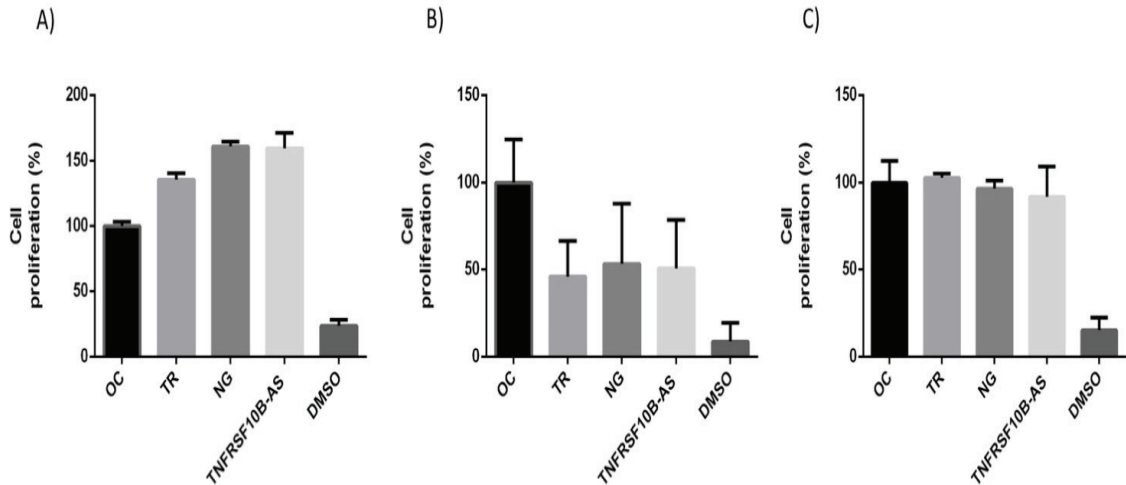 A)
B)
C)
Cell
proliferation (%)
200
150
100
50
0
OC
TR
NG
TNFRSF10B-AS
DMSO
Cell
proliferation (%)
150
100
50
0
OC
TR
NG
TNFRSF10B-AS
DMSO
Cell
proliferation (%)
150
100
50
0
OC
TR
NG
TNFRSF10B-AS
DMSO